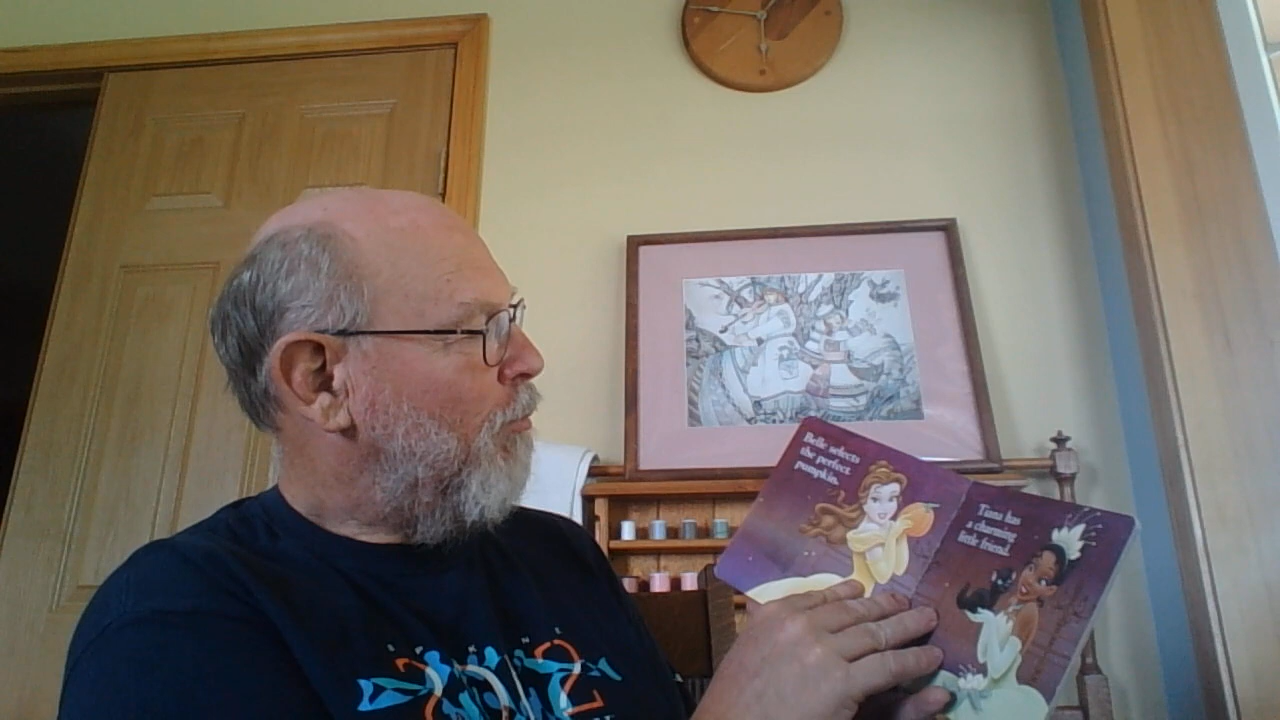 Belle selects
the perfect
pumpkin.
Tiana has
a charming
little friend.